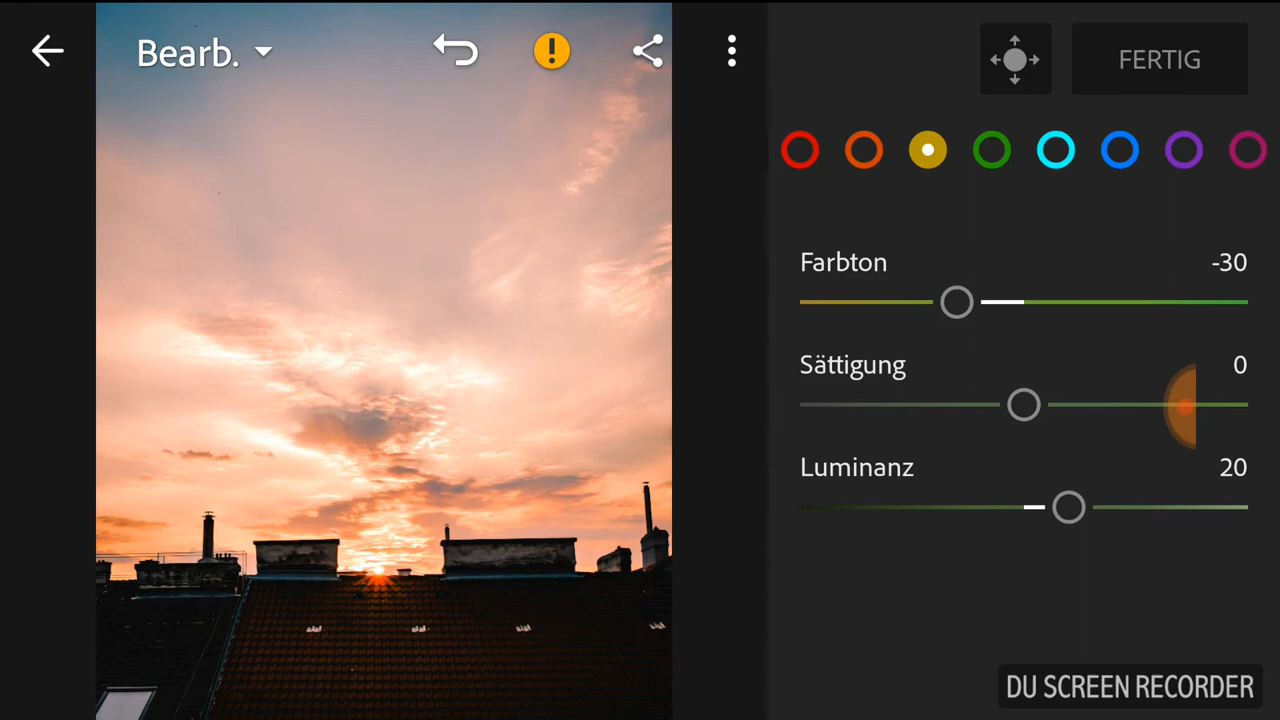 Bearb.
FERTIG
Farbton -30
Sättigung 0
Luminanz 20
DU SCREEN RECORDER